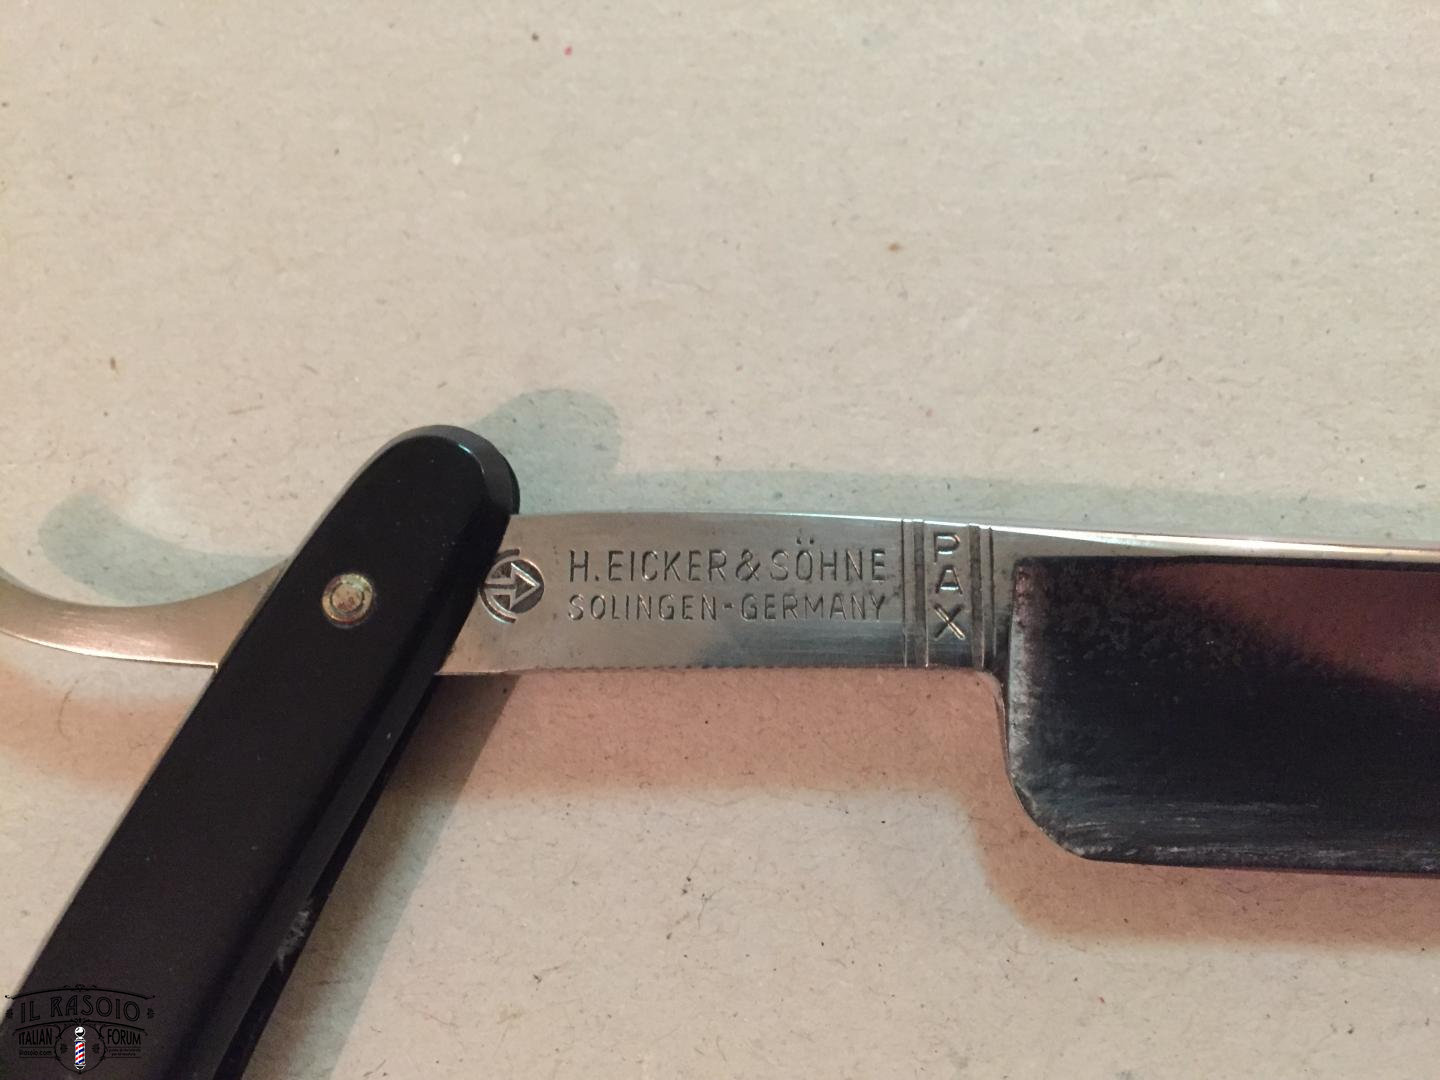 H. EICKER & SÖHNE
SOLINGEN-GERMANY
PAX
IL RASOIO
ITALIAN FORUM